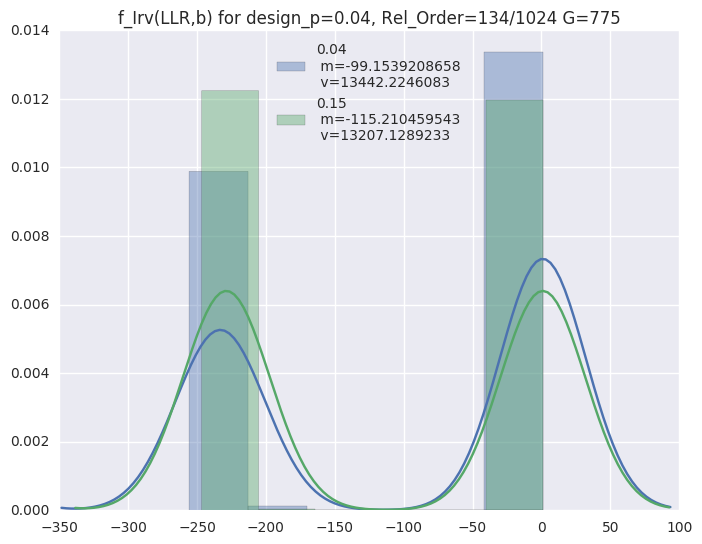 f_Irv(LLR,b) for design_p=0.04, Rel_Order=134/1024 G=775
0.014
0.012
0.010
0.008
0.006
0.004
0.002
0.000
0.04
m=-99.1539208658
v=13442.2246083
0.15
m=-115.210459543
v=13207.1289233
−350 −300 −250 −200 −150 −100 −50 0 50 100